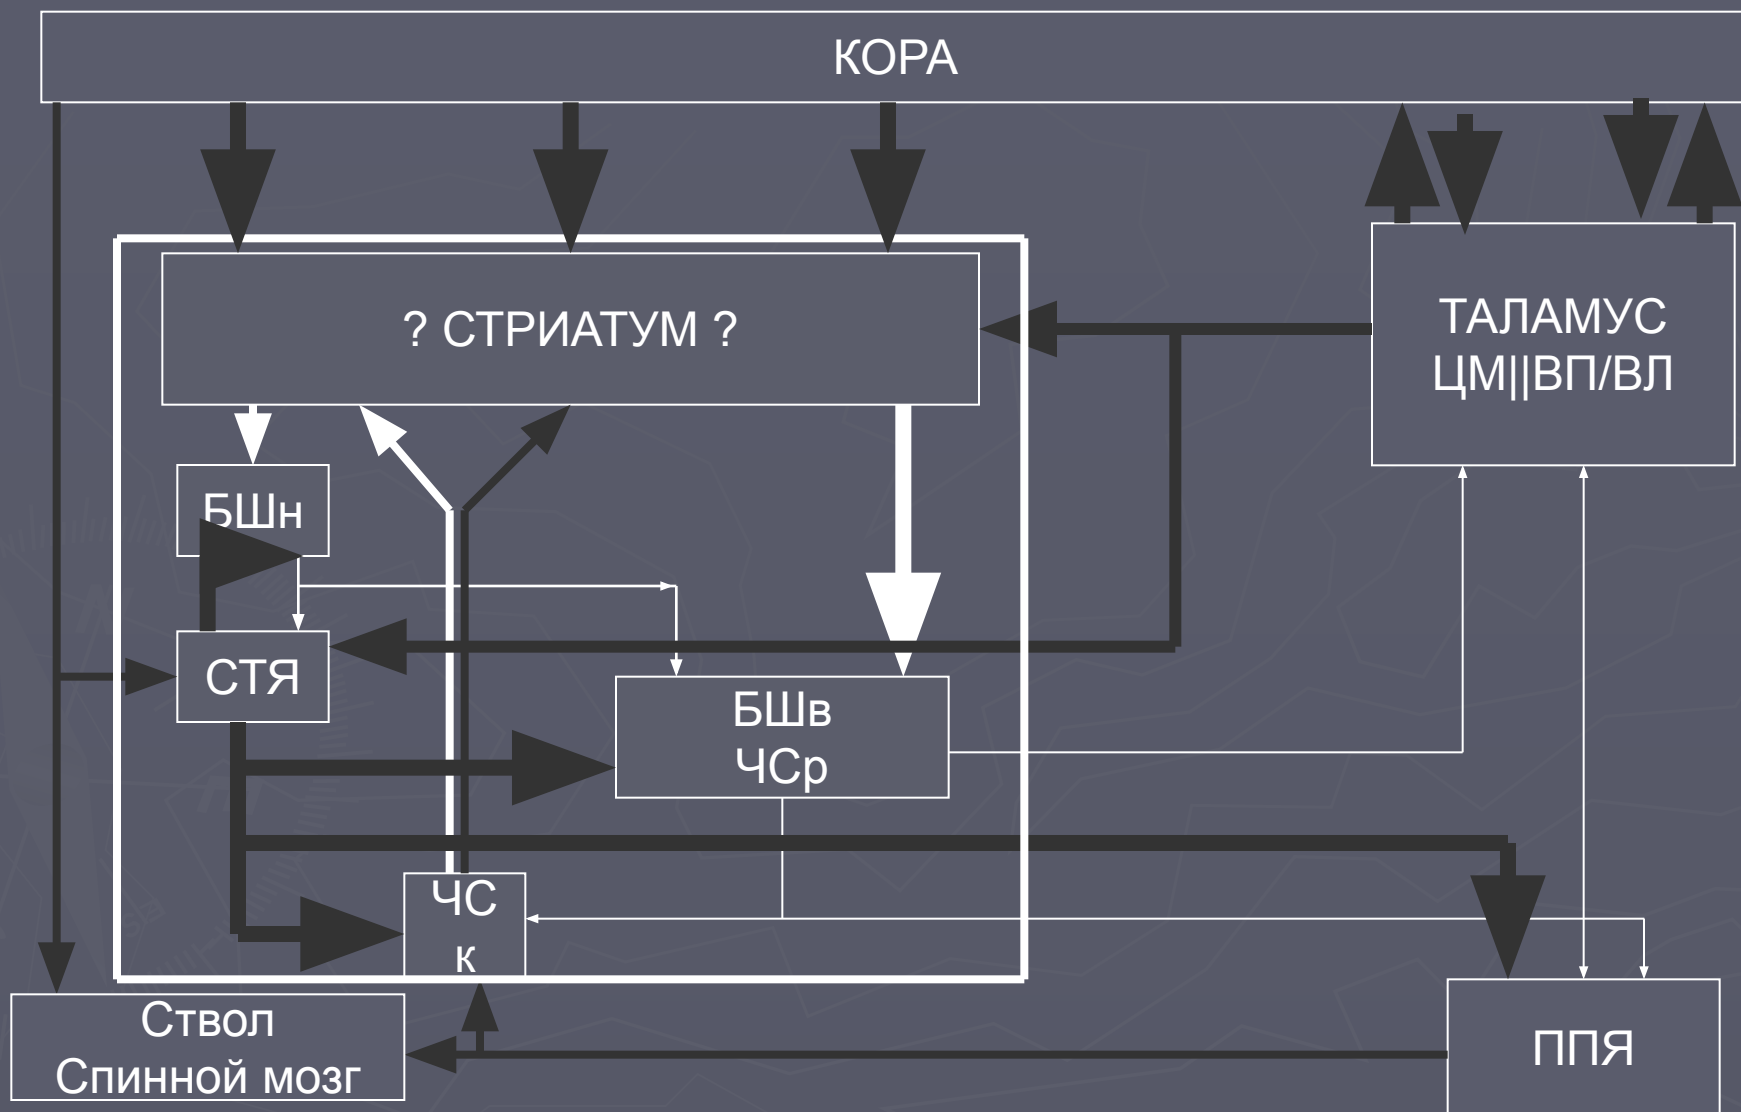 КОРА
? СТРИАТУМ ?
ТАЛАМУС
ЦМ||ВП/ВЛ
БШн
СТЯ
БШв
ЧСр
ЧС
к
Ствол
Спинной мозг
ППЯ